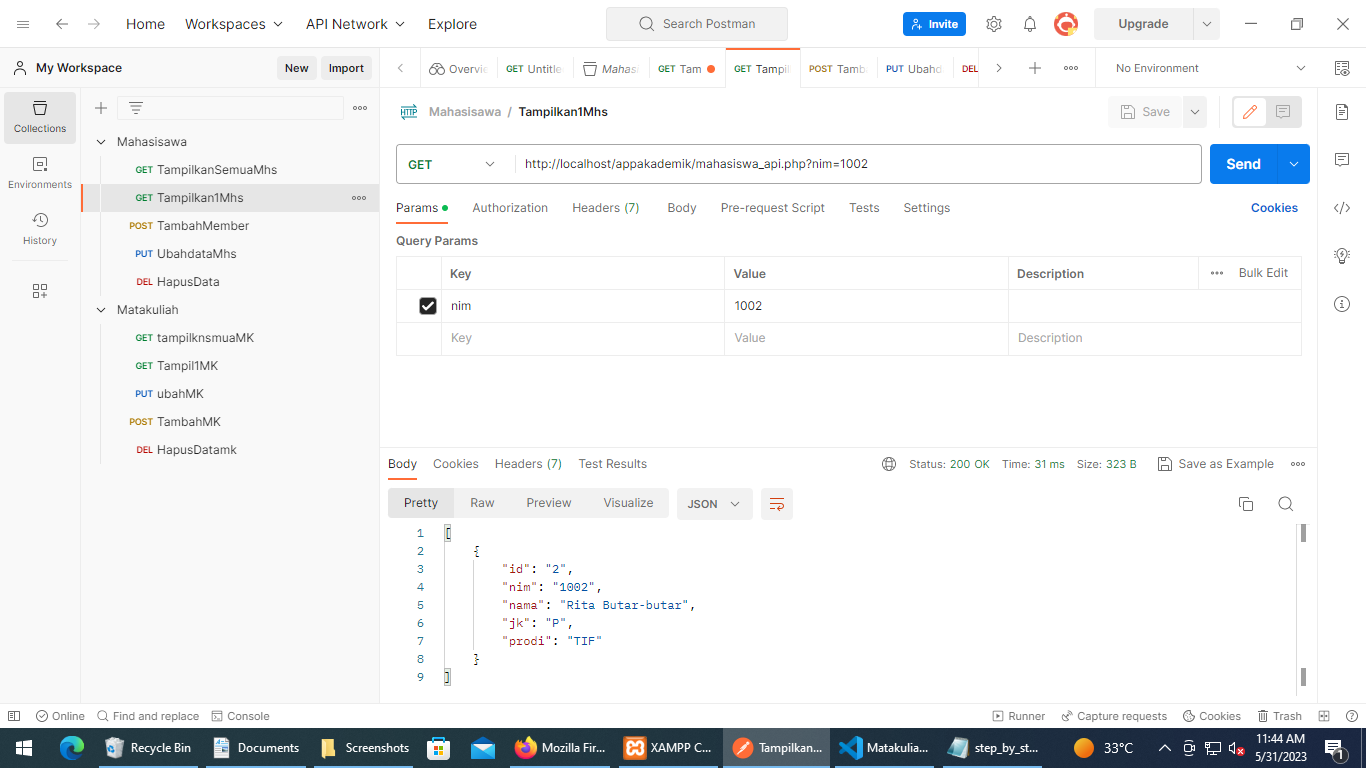 Home Workspaces API Network Explore Search Postman Invite Upgrade
My Workspace New Import
Overvie GET Untitle Mahas GET Tam GET Tampil POST Tamb PUT Ubahd DEL No Environment
Collections
Environments
History
Mahasisawa
GET TampilkanSemuaMhs
GET Tampilkan1Mhs
POST TambahMember
PUT UbahdataMhs
DEL HapusData
Matakuliah
GET tampilknsmuaMK
GET Tampil1MK
PUT ubahMK
POST TambahMK
DEL HapusDatamk
HTTP Mahasisawa / Tampilkan1Mhs Save
GET http://localhost/appakademik/mahasiswa_api.php?nim=1002 Send
Params Authorization Headers (7) Body Pre-request Script Tests Settings Cookies
Query Params
Key Value Description Bulk Edit
nim 1002
Key Value Description
Body Cookies Headers (7) Test Results Status: 200 OK Time: 31 ms Size: 323 B Save as Example
Pretty Raw Preview Visualize JSON
1 [
2 {
3 "id": "2",
4 "nim": "1002",
5 "nama": "Rita Butar-butar",
6 "jk": "P",
7 "prodi": "TIF"
8 }
9 ]
Online Find and replace Console Runner Capture requests Cookies Trash
Recycle Bin Documents Screenshots Mozilla Fir... XAMPP C... Tampilkan... Matakulia... step_by_st... 33°C 11:44 AM
5/31/2023 1